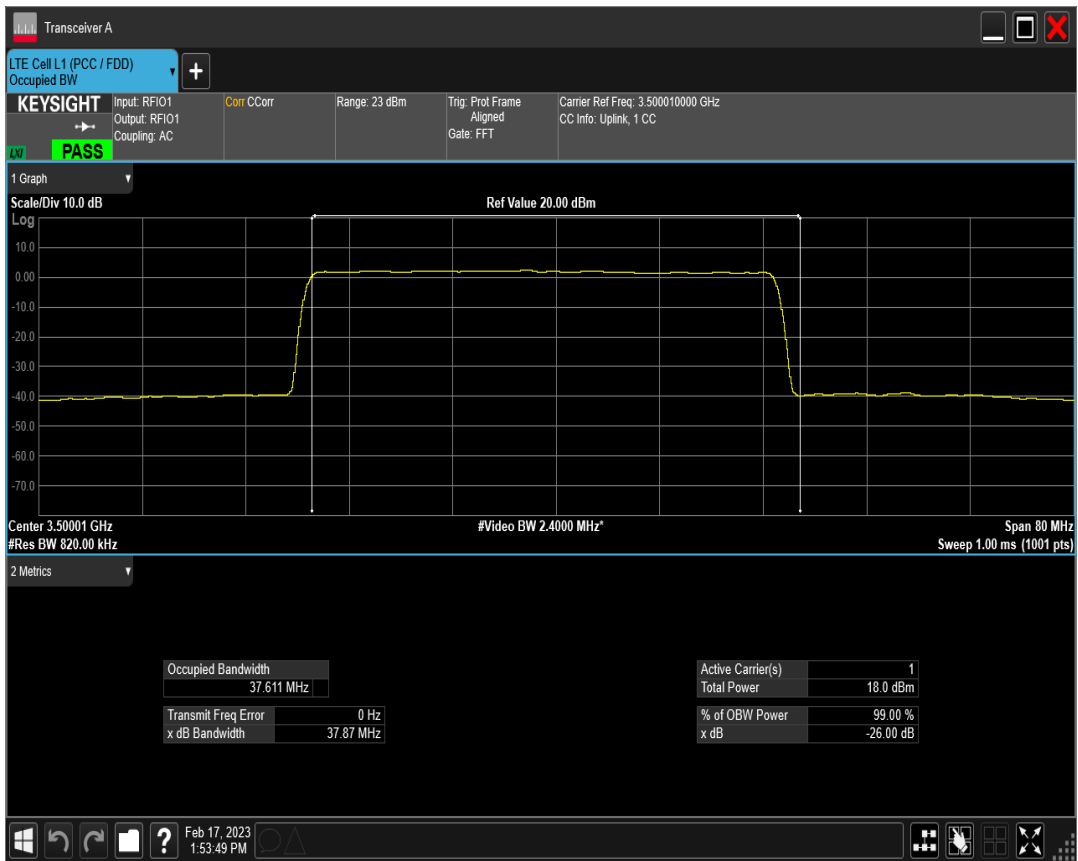 Transceiver A
LTE Cell L1 (PCC / FDD)
Occupied BW
+
KEYSIGHT
LXI
PASS
Input: RFIO1
Output: RFIO1
Coupling: AC
Corr CCorr
Range: 23 dBm
Trig: Prot Frame
Aligned
Gate: FFT
Carrier Ref Freq: 3.500010000 GHz
CC Info: Uplink, 1 CC
1 Graph
Scale/Div 10.0 dB
Ref Value 20.00 dBm
Log
10.0
0.00
-10.0
-20.0
-30.0
-40.0
-50.0
-60.0
-70.0
Center 3.50001 GHz
#Video BW 2.4000 MHz*
Span 80 MHz
#Res BW 820.00 kHz
Sweep 1.00 ms (1001 pts)
2 Metrics
Occupied Bandwidth
37.611 MHz
Transmit Freq Error 0 Hz
x dB Bandwidth 37.87 MHz
Active Carrier(s) 1
Total Power 18.0 dBm
% of OBW Power 99.00 %
x dB -26.00 dB
?
Feb 17, 2023
1:53:49 PM